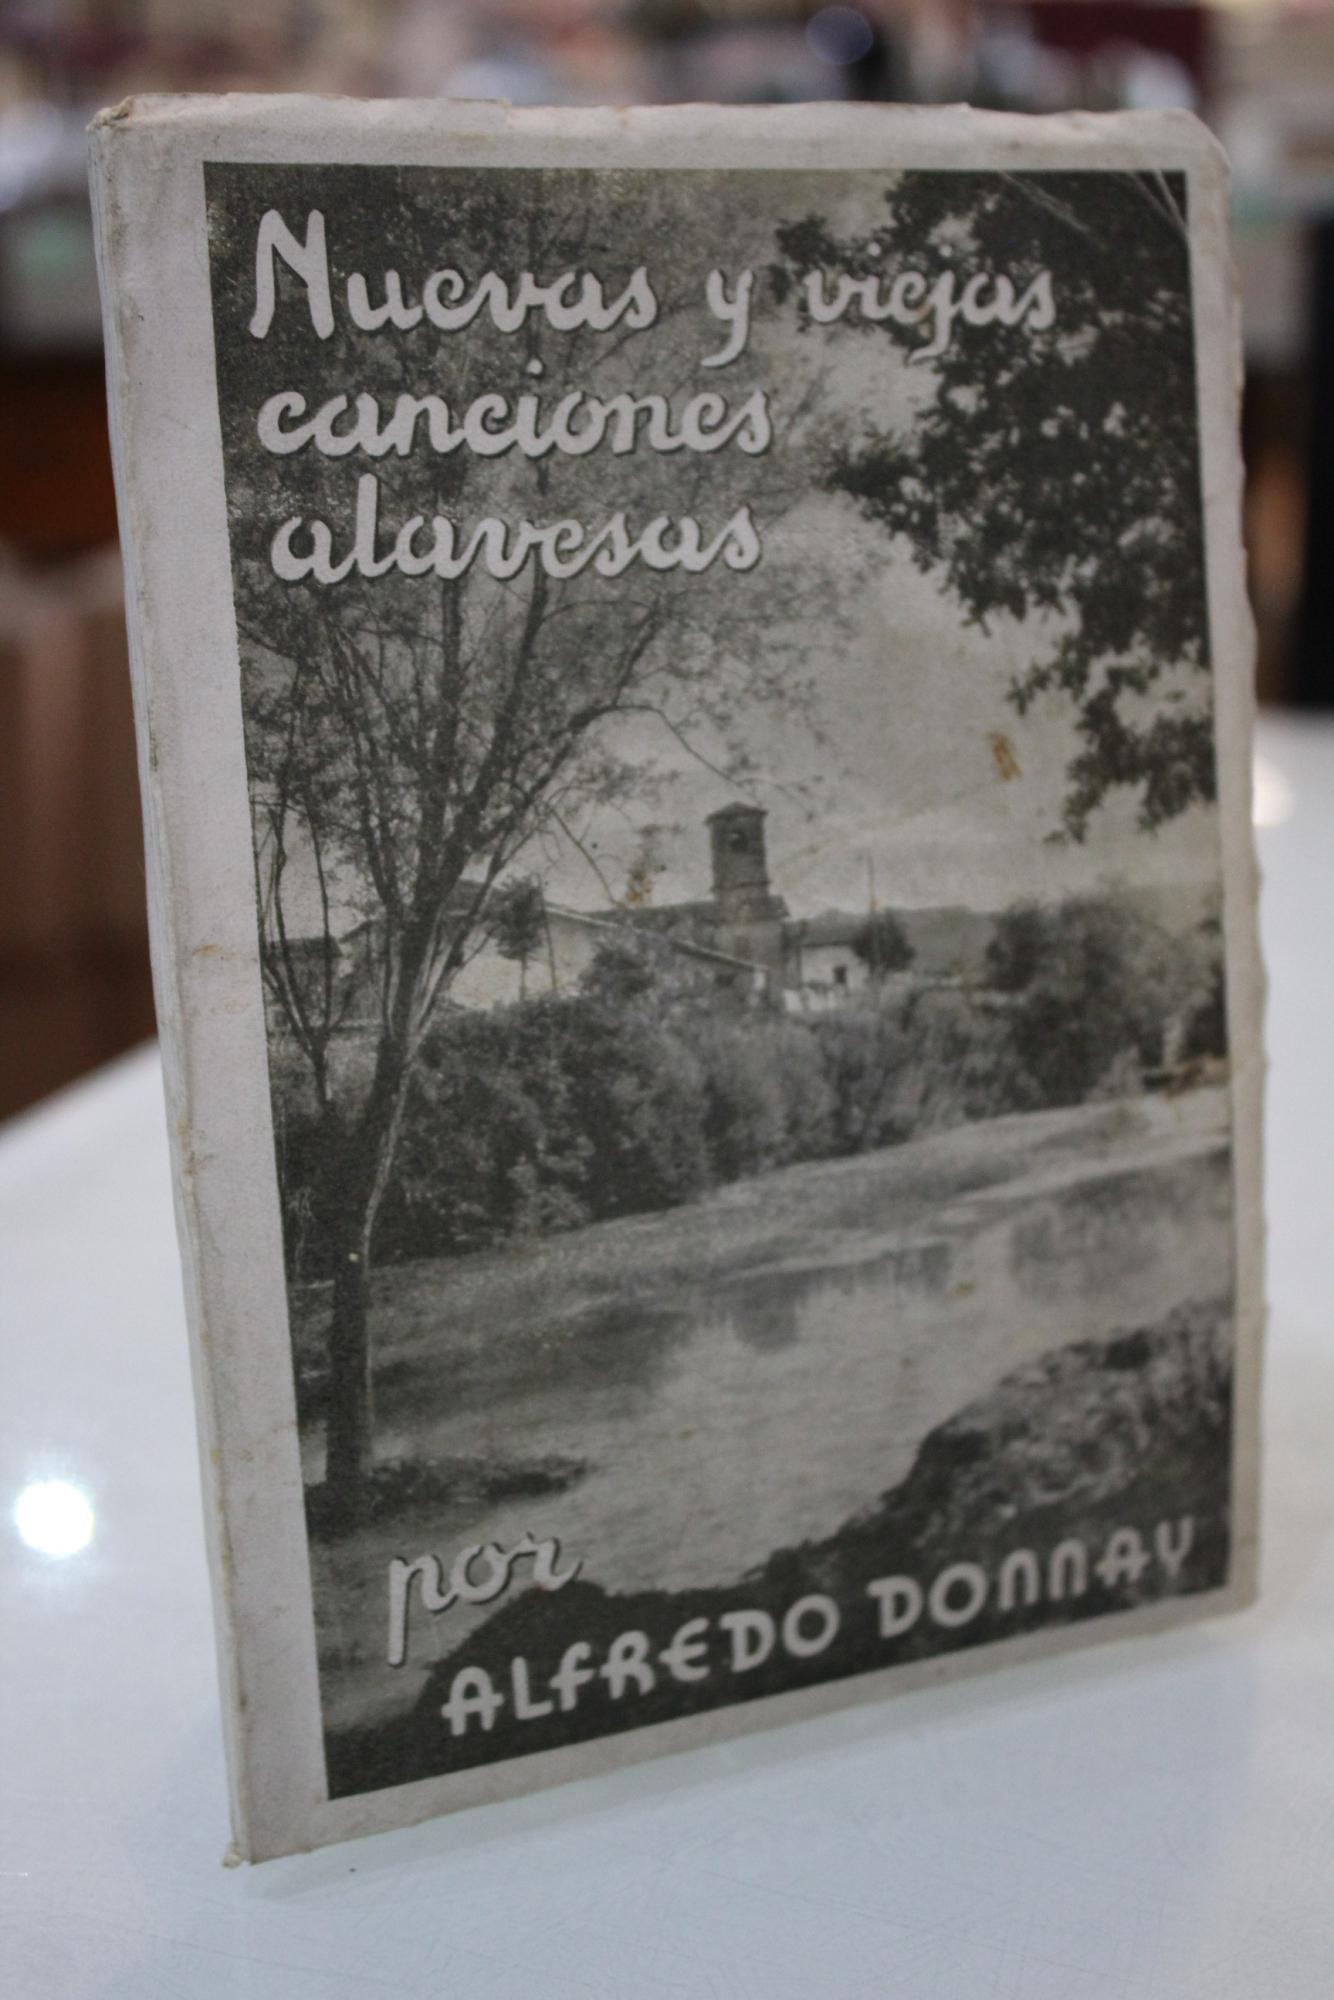 Nuevas y viejas
canciones
alavesas
por
ALFREDO DONNAY